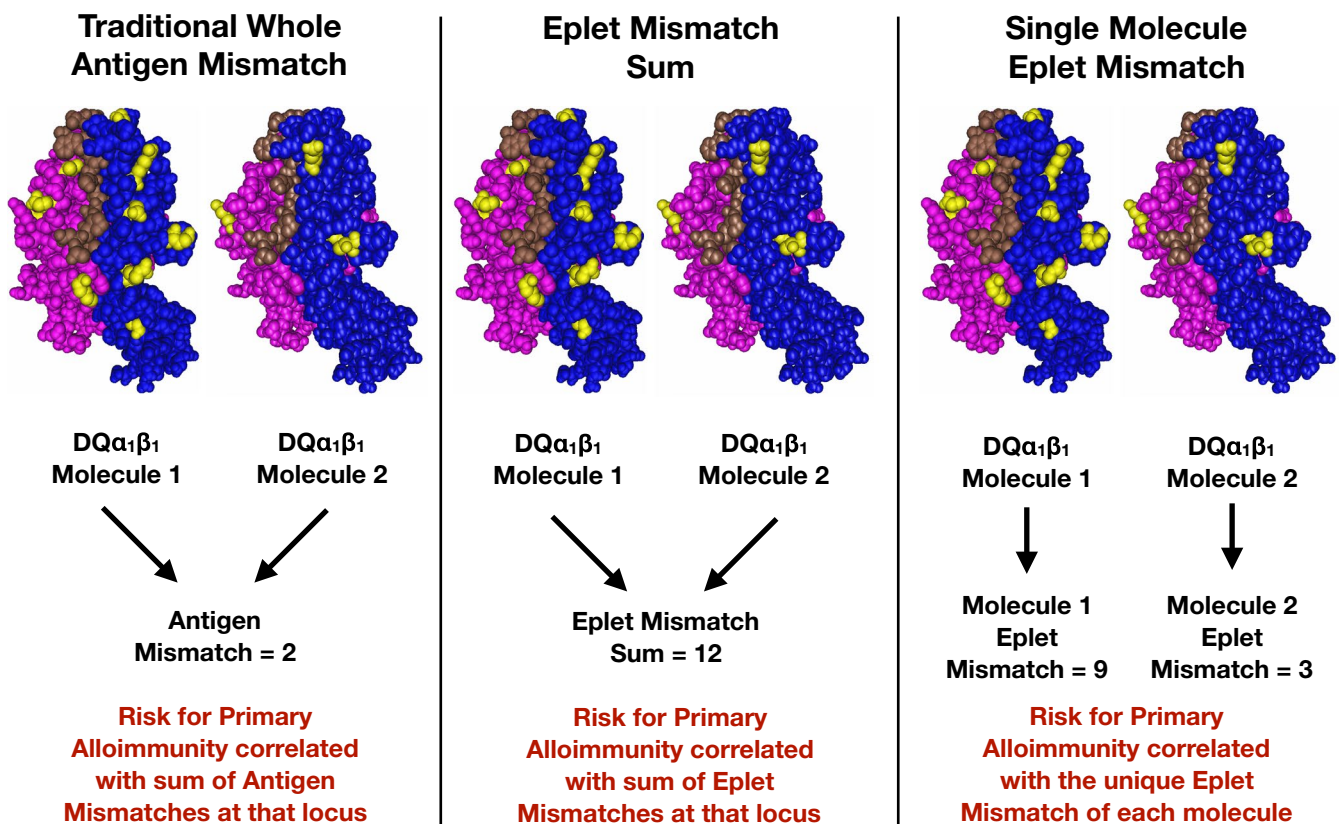 Traditional Whole
Antigen Mismatch
DQα₁β₁
Molecule 1
DQα₁β₁
Molecule 2
Antigen
Mismatch = 2
Risk for Primary
Alloimmunity correlated
with sum of Antigen
Mismatches at that locus
Eplet Mismatch
Sum
DQα₁β₁
Molecule 1
DQα₁β₁
Molecule 2
Eplet Mismatch
Sum = 12
Risk for Primary
Alloimmunity correlated
with sum of Eplet
Mismatches at that locus
Single Molecule
Eplet Mismatch
DQα₁β₁
Molecule 1
DQα₁β₁
Molecule 2
Molecule 1
Eplet
Mismatch = 9
Molecule 2
Eplet
Mismatch = 3
Risk for Primary
Alloimmunity correlated
with the unique Eplet
Mismatch of each molecule